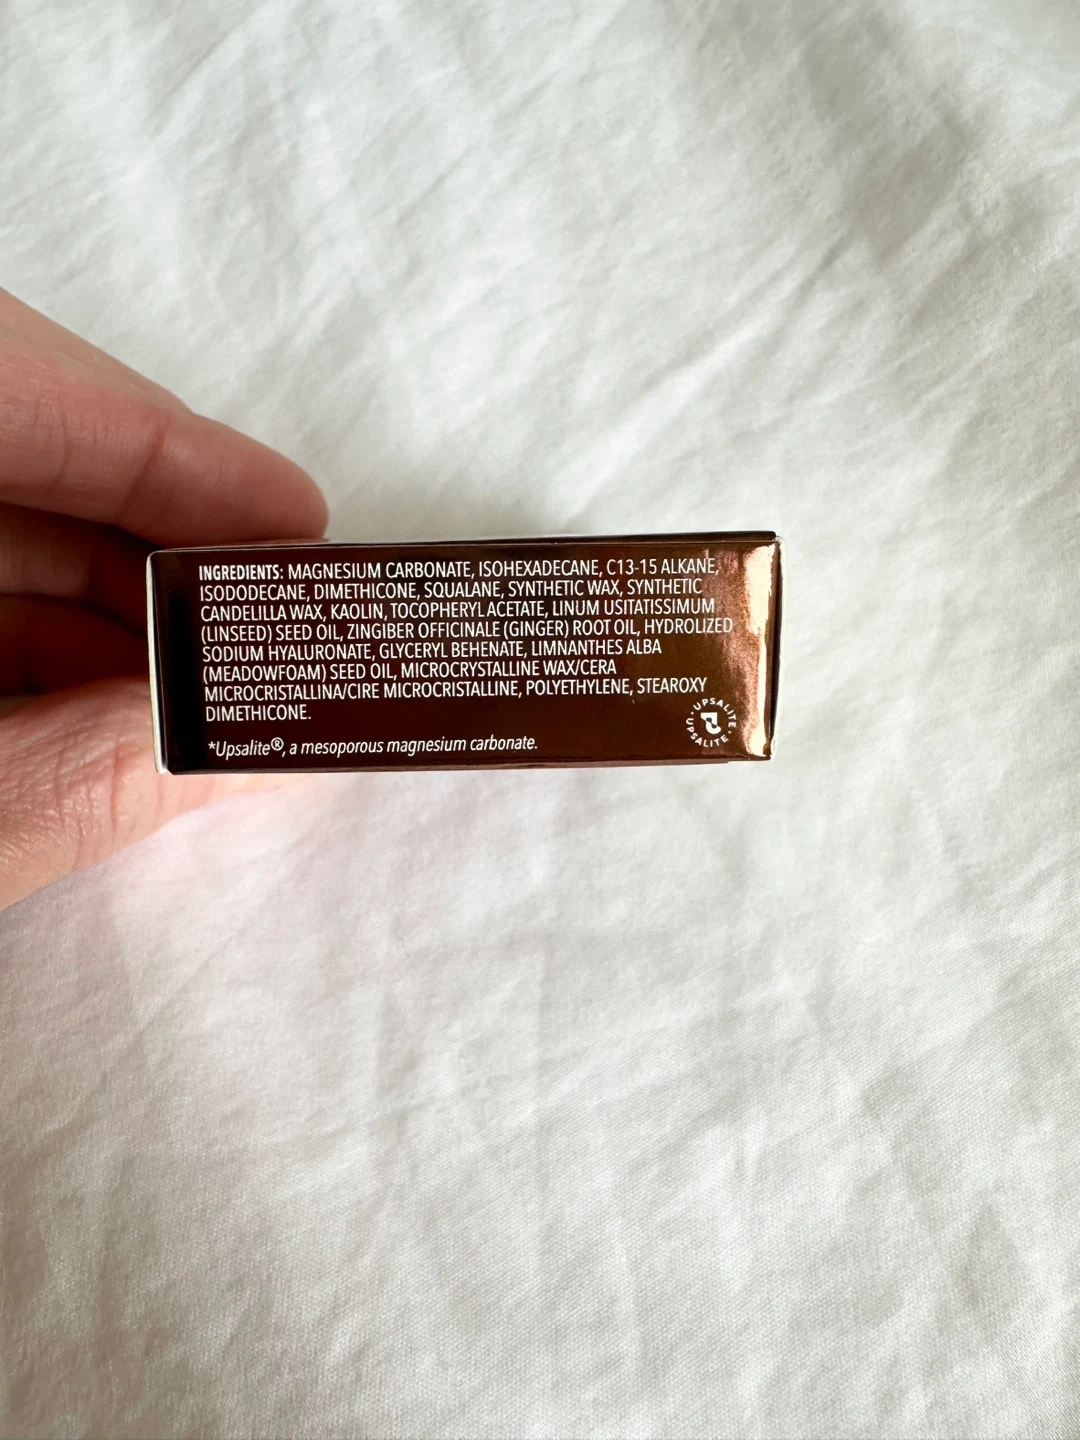 INGREDIENTS: MAGNESIUM CARBONATE, ISOHEXADECANE, C13-15 ALKANE,
ISODODECANE, DIMETHICONE, SQUALANE, SYNTHETIC WAX, SYNTHETIC
CANDELILLA WAX, KAOLIN, TOCOPHERYL ACETATE, LINUM USITATISSIMUM
(LINSEED) SEED OIL, ZINGIBER OFFICINALE (GINGER) ROOT OIL, HYDROLIZED
SODIUM HYALURONATE, GLYCERYL BEHENATE, LIMNANTHES ALBA
(MEADOWFOAM) SEED OIL, MICROCRYSTALLINE WAX/CERA
MICROCRISTALLINA/CIRE MICROCRISTALLINE, POLYETHYLENE, STEAROXY
DIMETHICONE.
*Upsalite®, a mesoporous magnesium carbonate.
· UPSALITE ·
UPSALITE